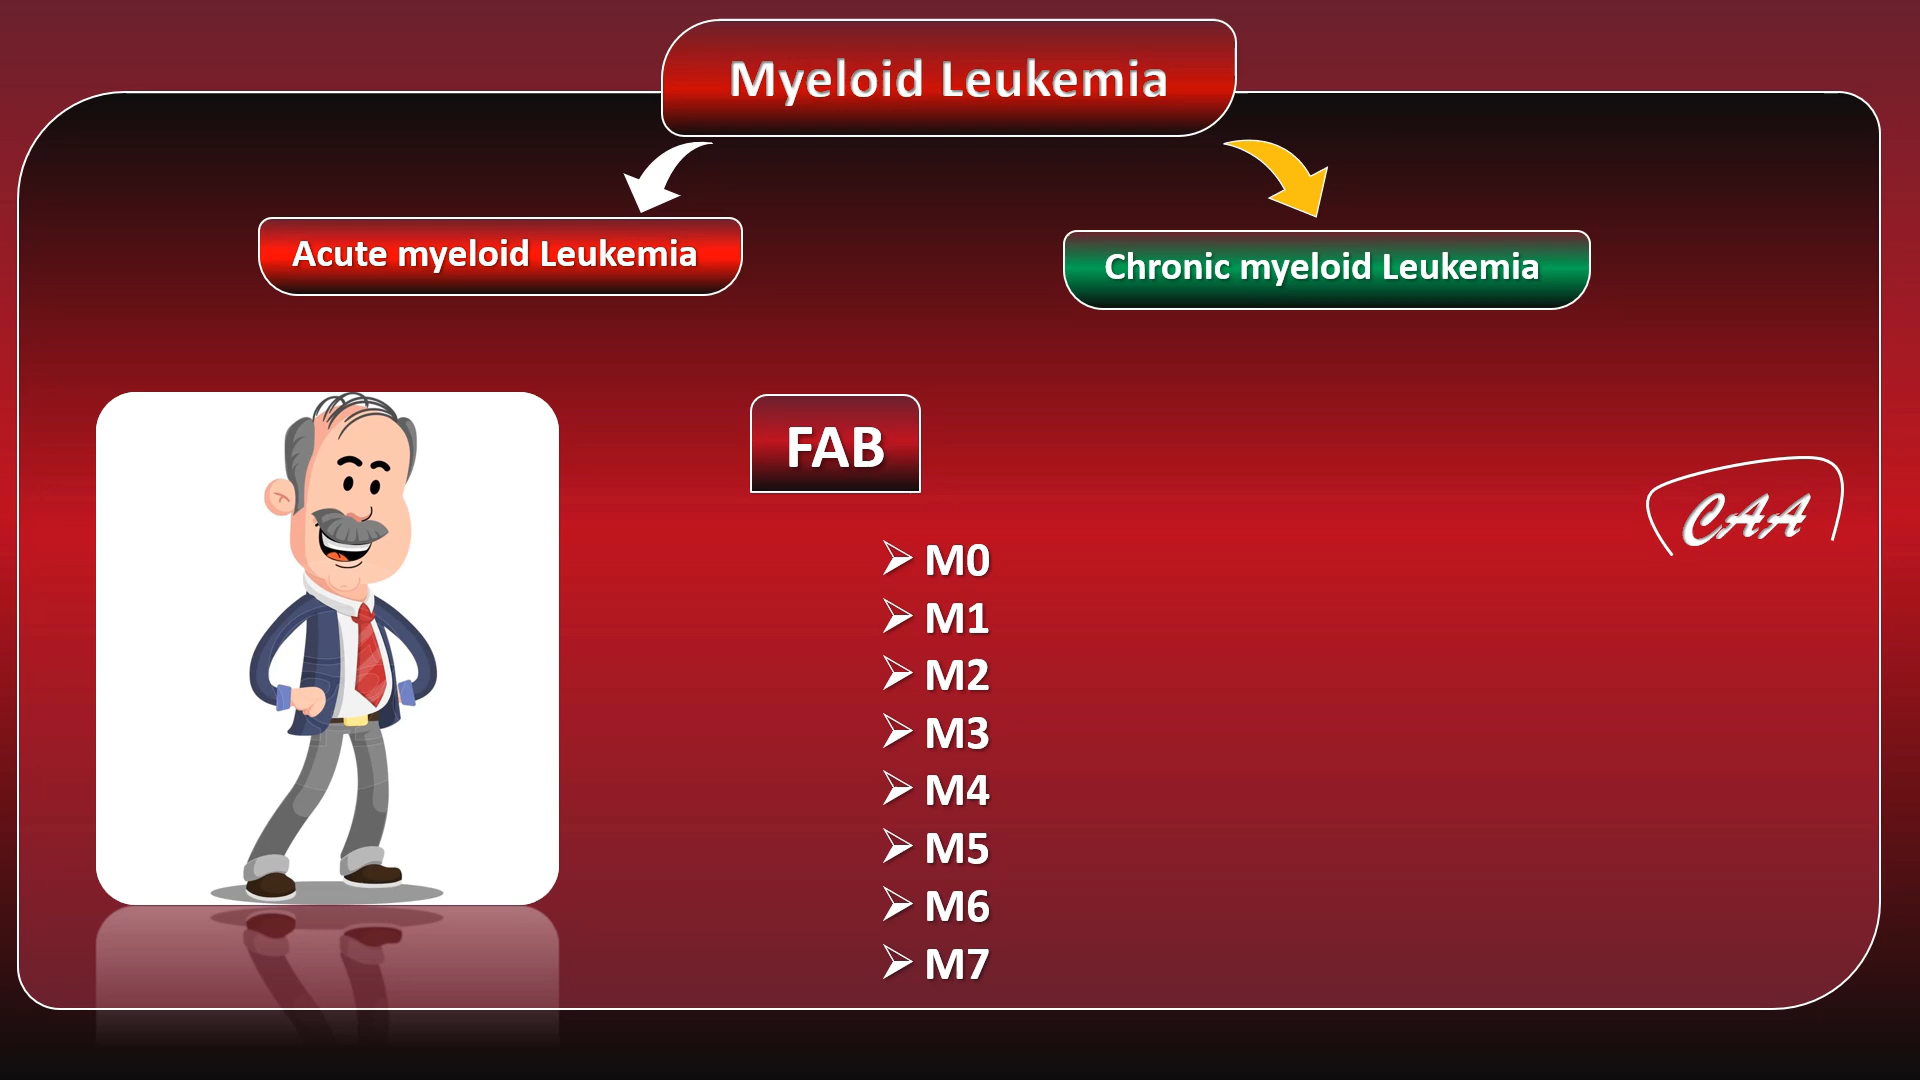 Myeloid Leukemia
Acute myeloid Leukemia
Chronic myeloid Leukemia
FAB
CAA
M0
M1
M2
M3
M4
M5
M6
M7